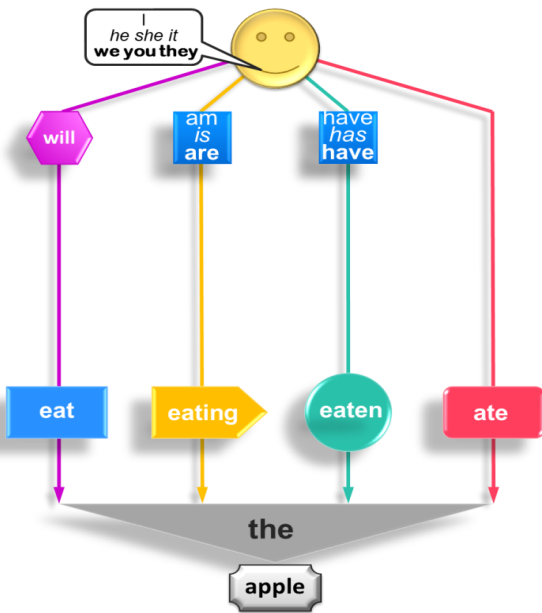 I
he she it
we you they
will
am
is
are
have
has
have
eat
eating
eaten
ate
the
apple